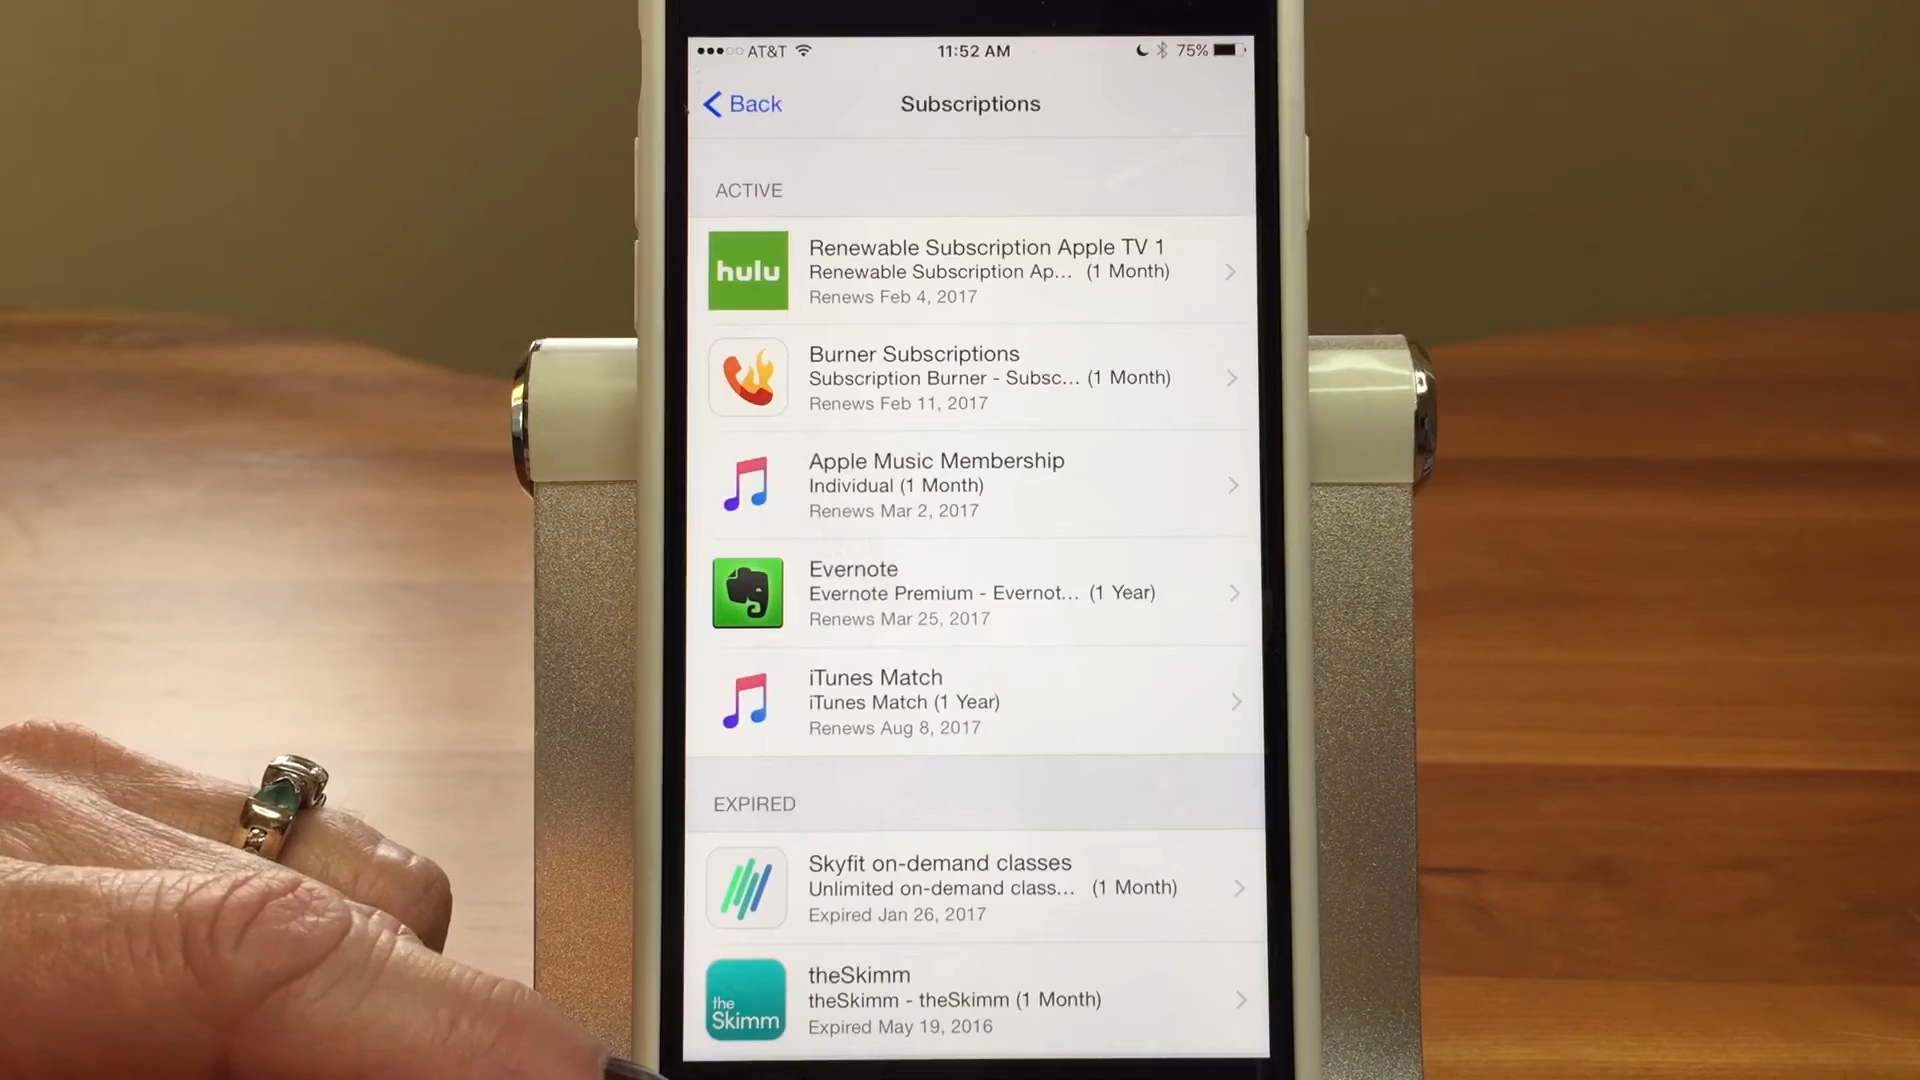 AT&T 11:52 AM 75%
Back Subscriptions
ACTIVE
hulu
Renewable Subscription Apple TV 1
Renewable Subscription Ap... (1 Month)
Renews Feb 4, 2017
Burner Subscriptions
Subscription Burner - Subsc... (1 Month)
Renews Feb 11, 2017
Apple Music Membership
Individual (1 Month)
Renews Mar 2, 2017
Evernote
Evernote Premium - Evernot... (1 Year)
Renews Mar 25, 2017
iTunes Match
iTunes Match (1 Year)
Renews Aug 8, 2017
EXPIRED
Skyfit on-demand classes
Unlimited on-demand class... (1 Month)
Expired Jan 26, 2017
the
Skimm
theSkimm
theSkimm - theSkimm (1 Month)
Expired May 19, 2016